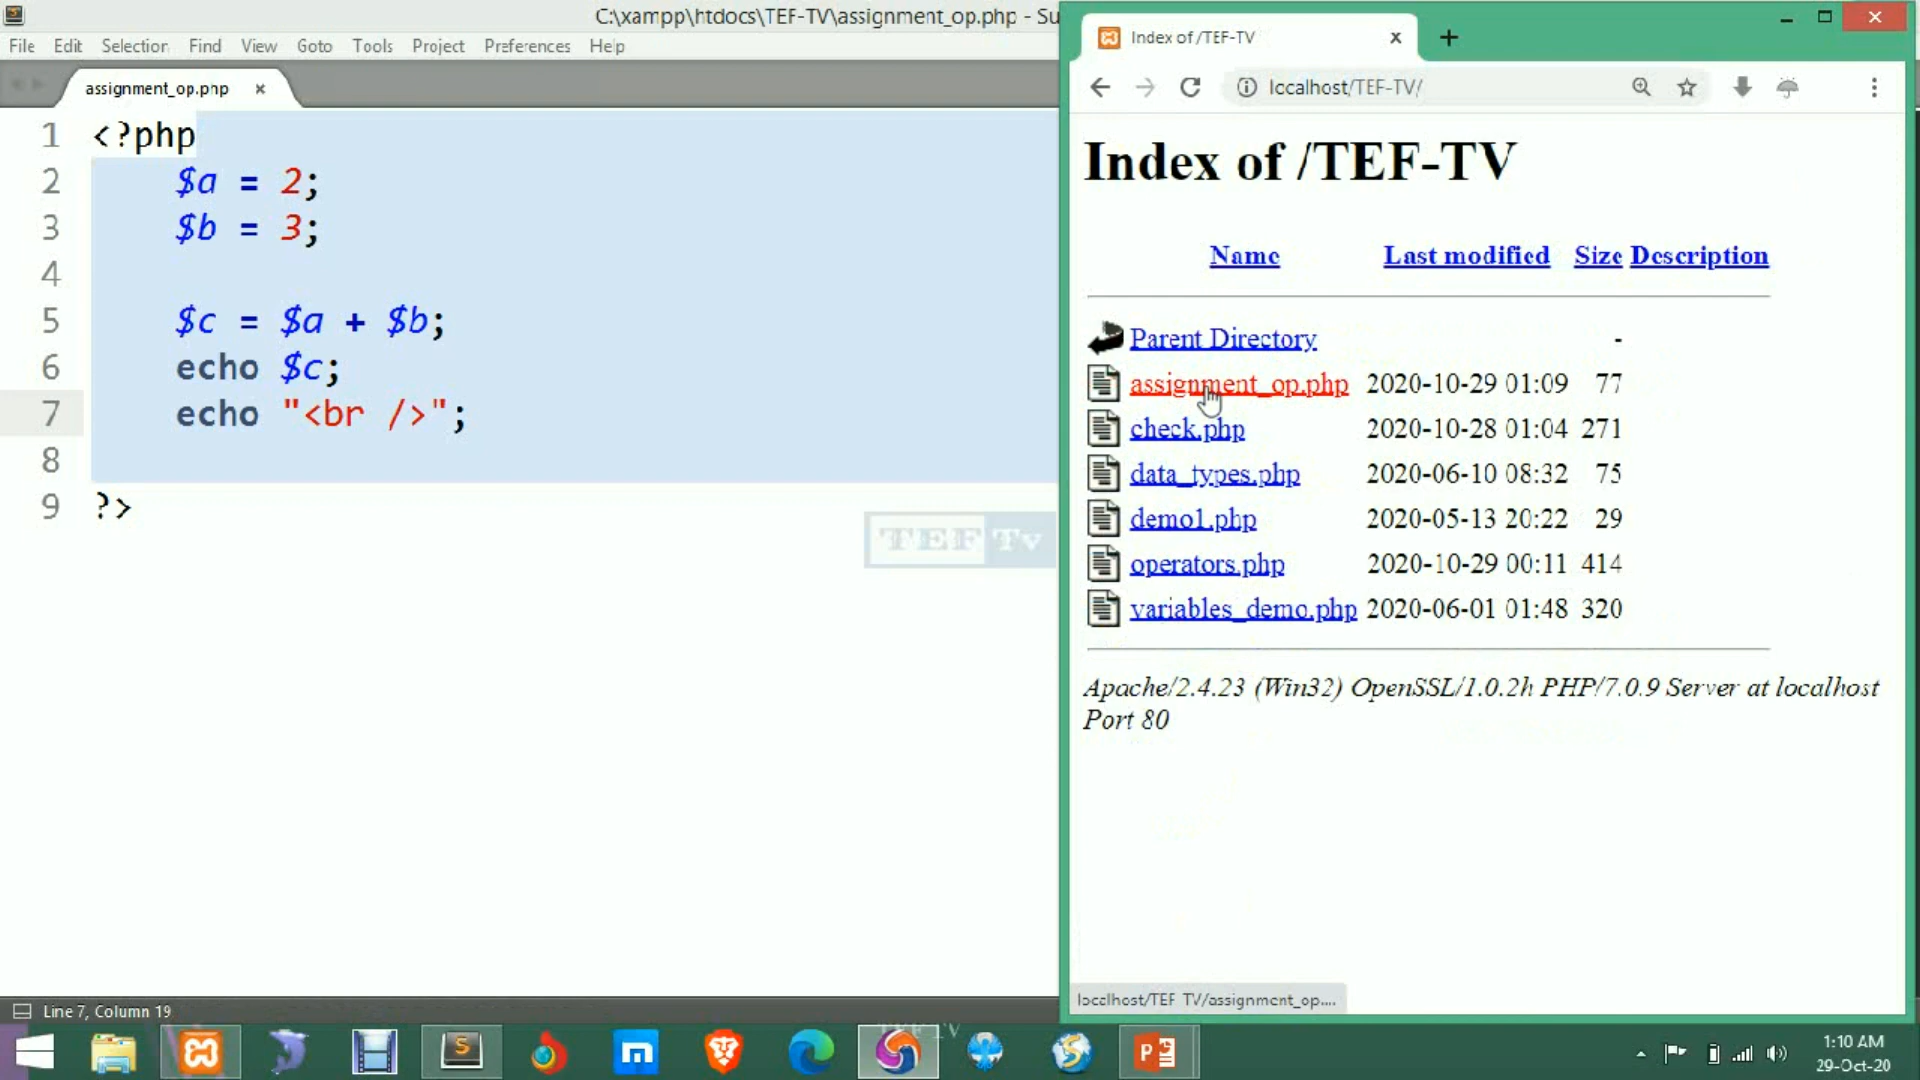 C:\xampp\htdocs\TEF-TV\assignment_op.php - Su
File Edit Selection Find View Goto Tools Project Preferences Help
assignment_op.php ×
1 <?php
2 $a = 2;
3 $b = 3;
4
5 $c = $a + $b;
6 echo $c;
7 echo "<br />";
8
9 ?>
TEF Tv
Line 7, Column 19
Index of /TEF-TV
localhost/TEF-TV/
Index of /TEF-TV
Name Last modified Size Description
Parent Directory -
assignment_op.php 2020-10-29 01:09 77
check.php 2020-10-28 01:04 271
data_types.php 2020-06-10 08:32 75
demo1.php 2020-05-13 20:22 29
operators.php 2020-10-29 00:11 414
variables_demo.php 2020-06-01 01:48 320
Apache/2.4.23 (Win32) OpenSSL/1.0.2h PHP/7.0.9 Server at localhost
Port 80
localhost/TEF-TV/assignment_op....
1:10 AM
29-Oct-20